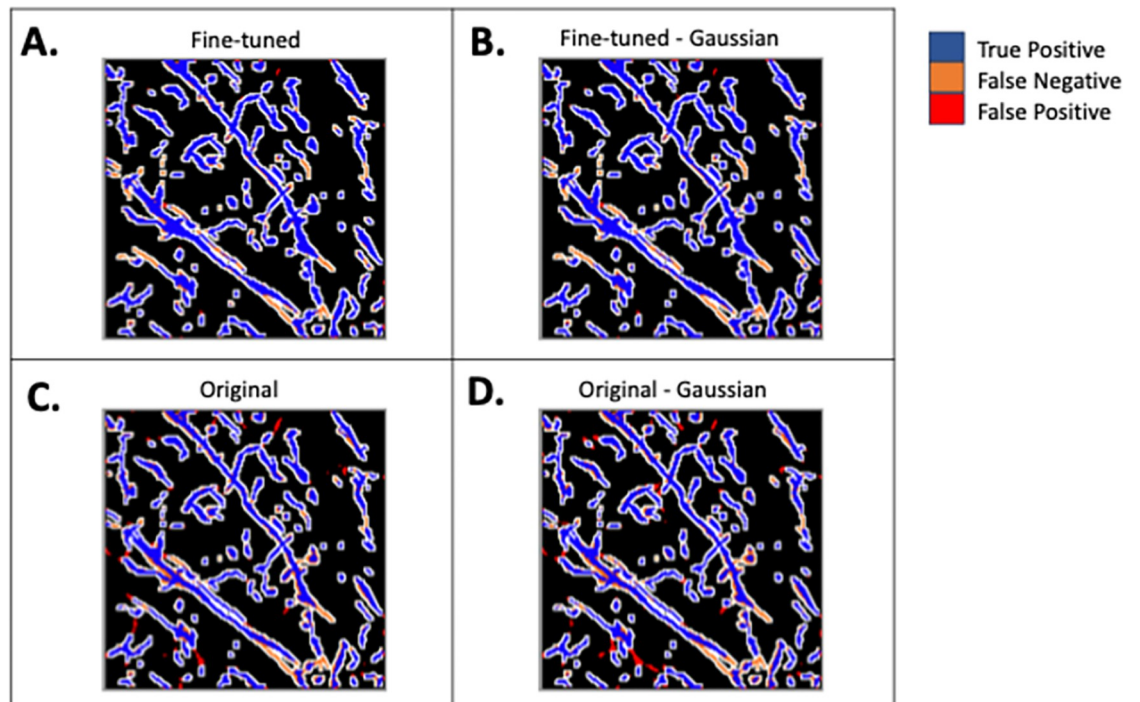 A.
Fine-tuned
B.
Fine-tuned - Gaussian
True Positive
False Negative
False Positive
C.
Original
D.
Original - Gaussian